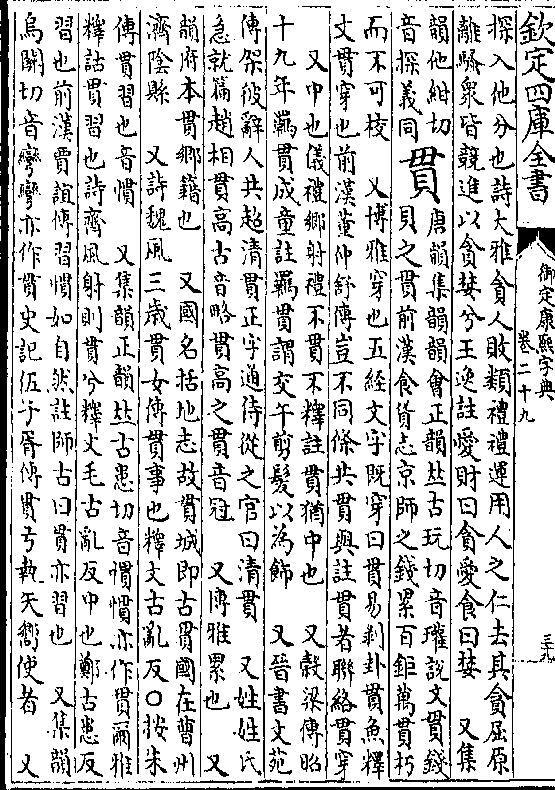 欽定四庫全書
御定康熙字典
卷二十九
三九
探入他分也詩大雅貪人敗類禮禮運用人之仁去其貪屈原
離騷衆皆競進以貪婪兮王逸註愛財曰貪愛食曰婪　又集
韻他紺切
音探義同
貫
唐韻集韻韻會正韻𠀤古玩切音瓘說文貫錢
貝之貫前漢食貨志京師之錢累百鉅萬貫朽
而不可校　又博雅穿也五經文字既穿曰貫易剥卦貫魚釋
文貫穿也前漢董仲舒傳豈不同條共貫與註貫者聯絡貫穿
又中也儀禮鄉射禮不貫不釋註貫猶中也　又榖梁傳昭
十九年羈貫成童註羈貫謂交午剪髮以為飾　又晉書文苑
傳架彼辭人共超清貫正字通侍從之官曰清貫　又姓姓氏
急就篇趙相貫高古音略貫高之貫音冠　又博雅累也　又
韻府本貫鄉籍也　又國名括地志故貫城即古貫國在曹州
濟陰縣　又詩魏風三歲貫女傳貫事也釋文古亂反○按朱
傳貫習也音慣　又集韻正韻𠀤古患切音慣慣亦作貫爾雅
釋詁貫習也詩齊風射則貫兮釋文毛古亂反中也鄭古患反
習也前漢賈誼傳習慣如自然註師古曰貫亦習也　又集韻
烏關切音彎彎亦作貫史記伍子胥傳貫弓執矢嚮使者　又